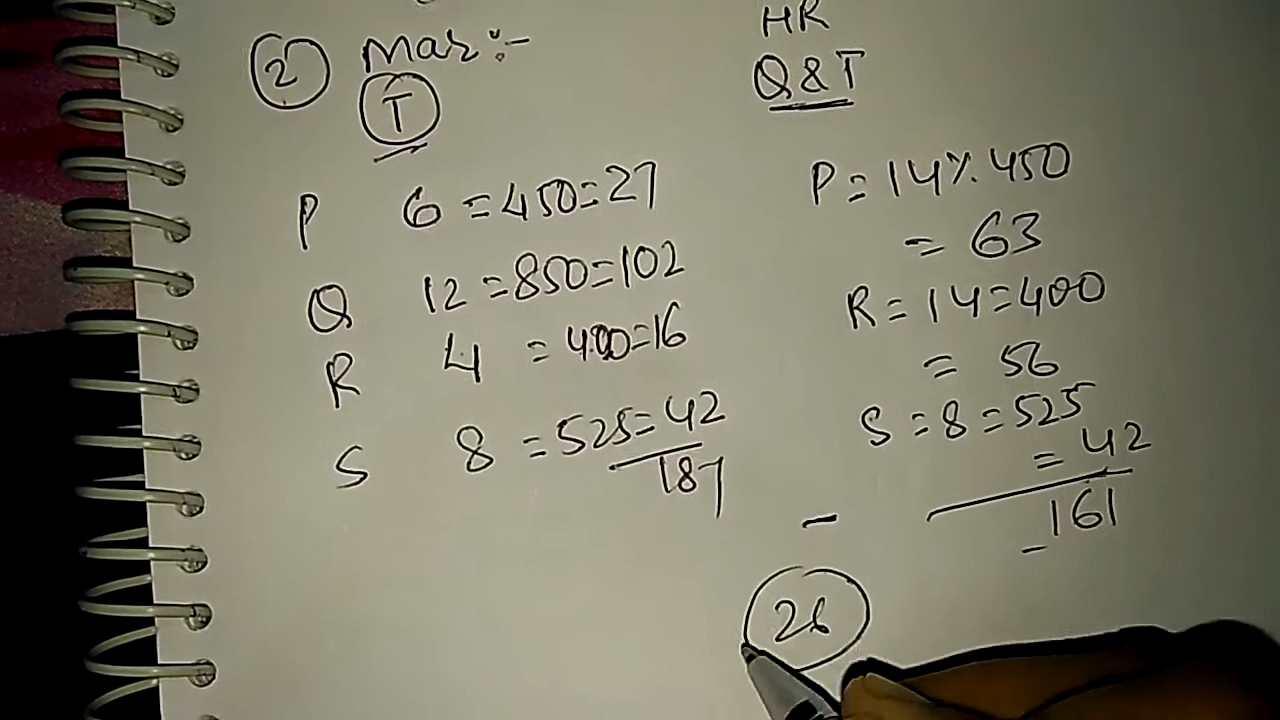 2 Mar:-
T
P 6 = 450 = 27
Q 12 = 850 = 102
R 4 = 400 = 16
S 8 = 525 = 42
187
HR
Q&T
P = 14% 450
= 63
R = 14 = 400
= 56
S = 8 = 525
= 42
- 161
-
26